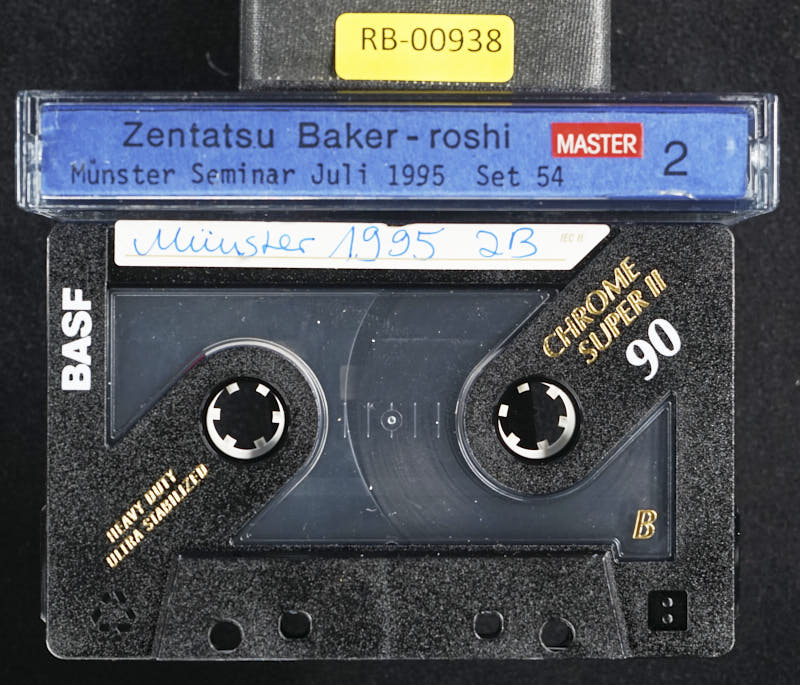 RB-00938
Zentatsu Baker-roshi MASTER 2
Münster Seminar Juli 1995 Set 54
Münster 1995 2B IEC II
BASF
CHROME
SUPER II
90
HEAVY DUTY
ULTRA STABILIZED
B